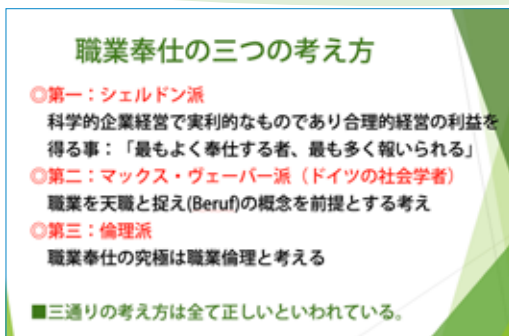 職業奉仕の三つの考え方
◎第一：シェルドン派
科学的企業経営で実利的なものであり合理的経営の利益を
得る事：「最もよく奉仕する者、最も多く報いられる」
◎第二：マックス・ヴェーバー派（ドイツの社会学者）
職業を天職と捉え(Beruf)の概念を前提とする考え
◎第三：倫理派
職業奉仕の究極は職業倫理と考える
■三通りの考え方は全て正しいといわれている。